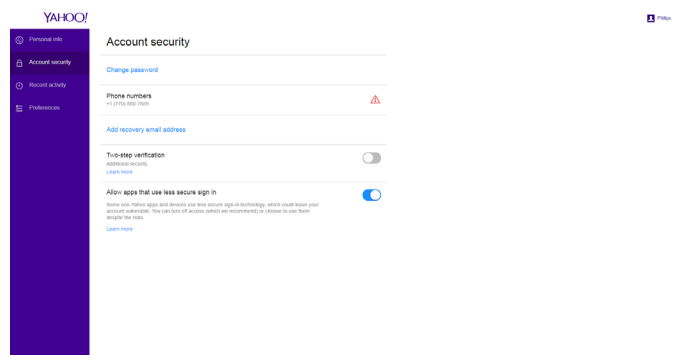 YAHOO!
Philips
Personal info
Account security
Recent activity
Preferences
Account security
Change password
Phone numbers
Add recovery email address
Two-step verification
Additional security
Learn more
Allow apps that use less secure sign in
Some non-Yahoo apps and devices use less secure sign-in technology, which could leave your
account vulnerable. You can turn off access (which we recommend) or choose to use them
despite the risks.
Learn more